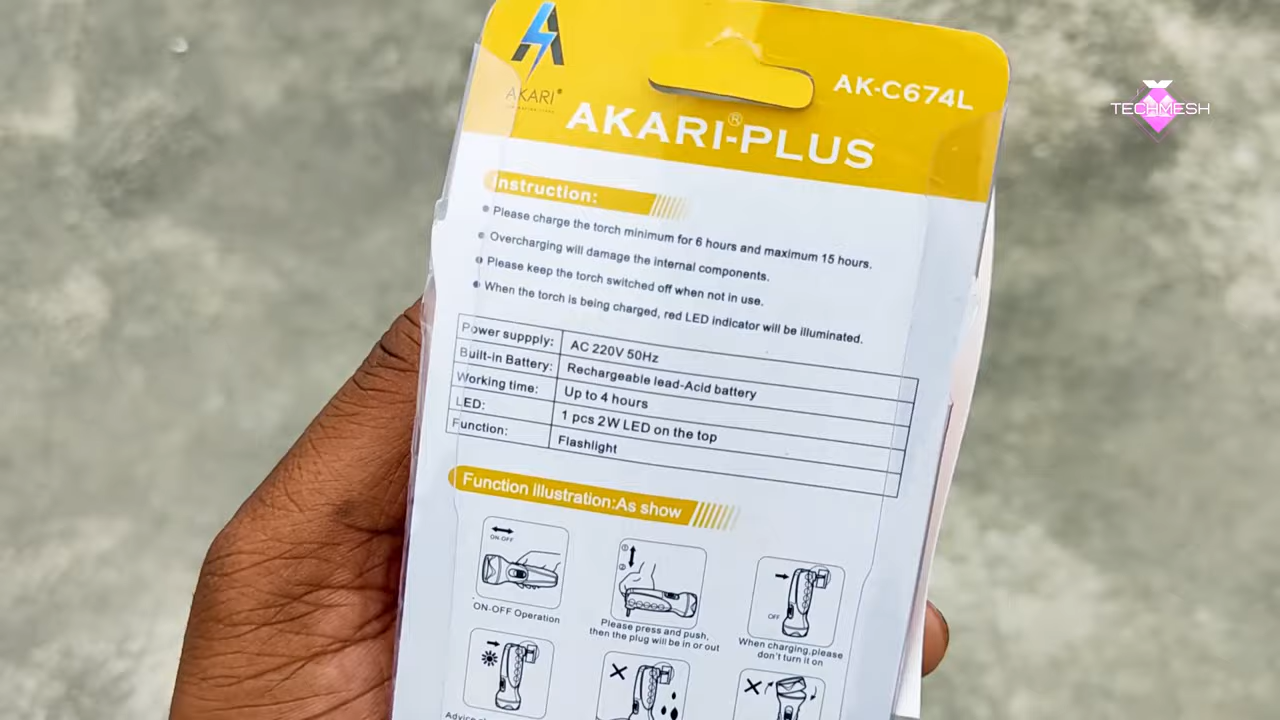 AKARI®
AK-C674L
AKARI-PLUS®
TECHMESH
Instruction:
Please charge the torch minimum for 6 hours and maximum 15 hours.
Overcharging will damage the internal components.
Please keep the torch switched off when not in use.
When the torch is being charged, red LED indicator will be illuminated.
Power suppply: AC 220V 50Hz
Built-in Battery: Rechargeable lead-Acid battery
Working time: Up to 4 hours
LED: 1 pcs 2W LED on the top
Function: Flashlight
Function illustration:As show
ON-OFF
ON-OFF Operation
① 
②
Please press and push,
then the plug will be in or out
OFF
When charging,please
don't turn it on
Advice